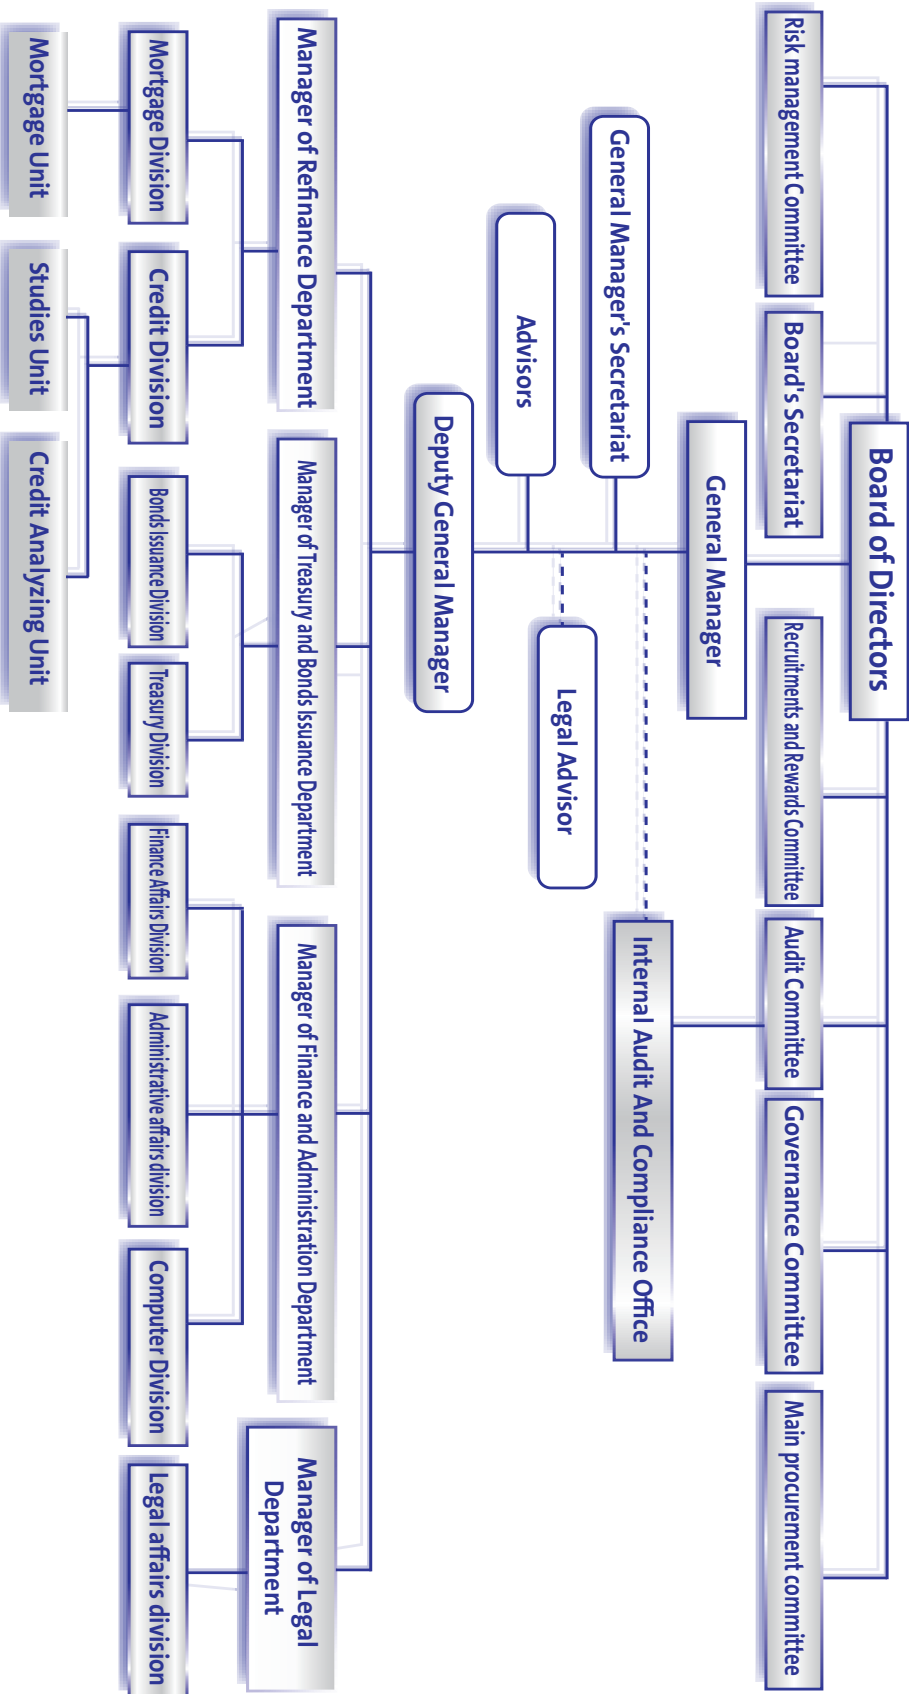 Board of Directors
Risk management Committee
Board's Secretariat
Recruitments and Rewards Committee
Audit Committee
Governance Committee
Main procurement committee
General Manager
Internal Audit And Compliance Office
General Manager's Secretariat
Legal Advisor
Advisors
Deputy General Manager
Manager of Refinance Department
Manager of Treasury and Bonds Issuance Department
Manager of Finance and Administration Department
Manager of Legal
Department
Mortgage Division
Credit Division
Bonds Issuance Division
Treasury Division
Finance Affairs Division
Administrative affairs division
Computer Division
Legal affairs division
Mortgage Unit
Studies Unit
Credit Analyzing Unit